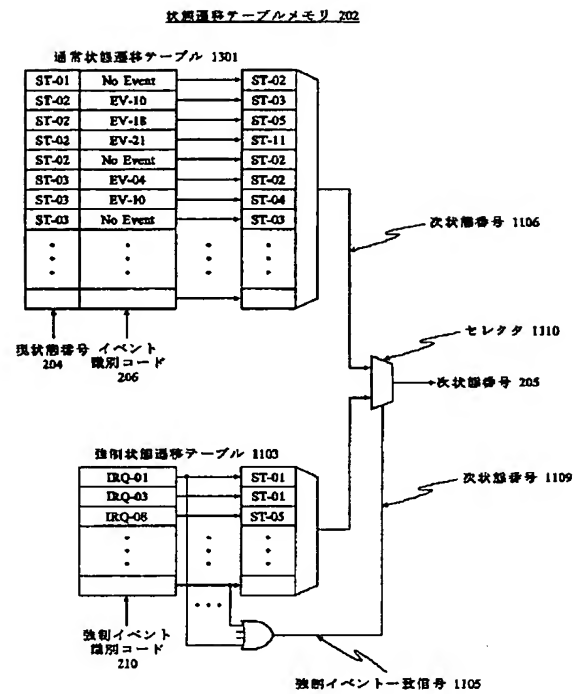 状態遷移テーブルメモリ 202
通常状態遷移テーブル 1301
ST-01 No Event ST-02
ST-02 EV-10 ST-03
ST-02 EV-18 ST-05
ST-02 EV-21 ST-11
ST-02 No Event ST-02
ST-03 EV-04 ST-02
ST-03 EV-10 ST-04
ST-03 No Event ST-03
次状態番号 1106
現状態番号 204
イベント識別コード 206
セレクタ 1110
次状態番号 205
強制状態遷移テーブル 1103
IRQ-01 ST-01
IRQ-03 ST-01
IRQ-08 ST-05
次状態番号 1109
強制イベント
識別コード
210
強制イベント一致信号 1105